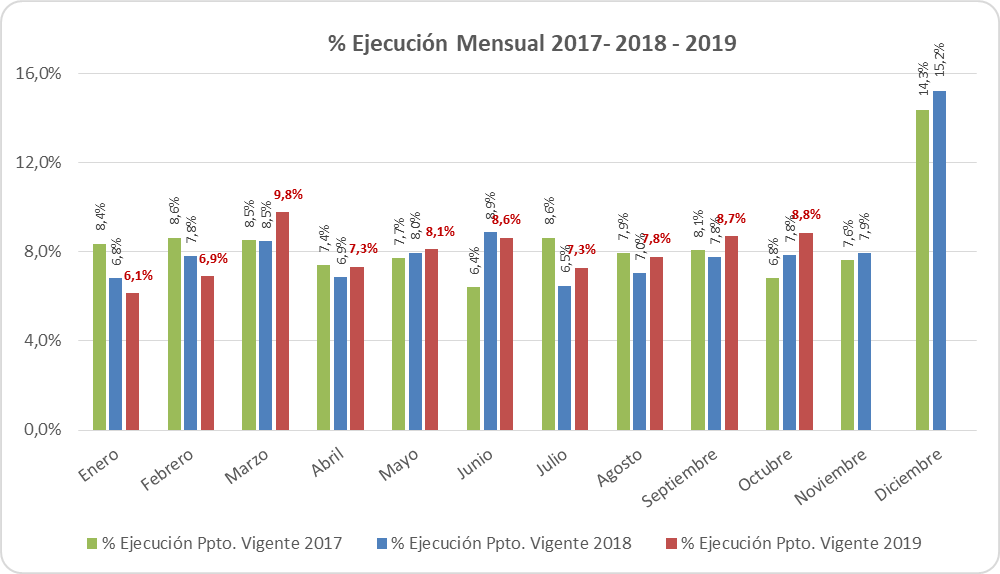 % Ejecución Mensual 2017- 2018 - 2019
16,0%
12,0%
8,0%
4,0%
0,0%
8,4%
6,8%
6,1%
8,6%
7,8%
6,9%
8,5%
8,5%
9,8%
7,4%
6,9%
7,3%
7,7%
8,0%
8,1%
6,4%
8,9%
8,6%
8,6%
6,5%
7,3%
7,9%
7,0%
7,8%
8,1%
7,8%
8,7%
6,8%
7,8%
8,8%
7,6%
7,9%
14,3%
15,2%
Enero
Febrero
Marzo
Abril
Mayo
Junio
Julio
Agosto
Septiembre
Octubre
Noviembre
Diciembre
% Ejecución Ppto. Vigente 2017
% Ejecución Ppto. Vigente 2018
% Ejecución Ppto. Vigente 2019